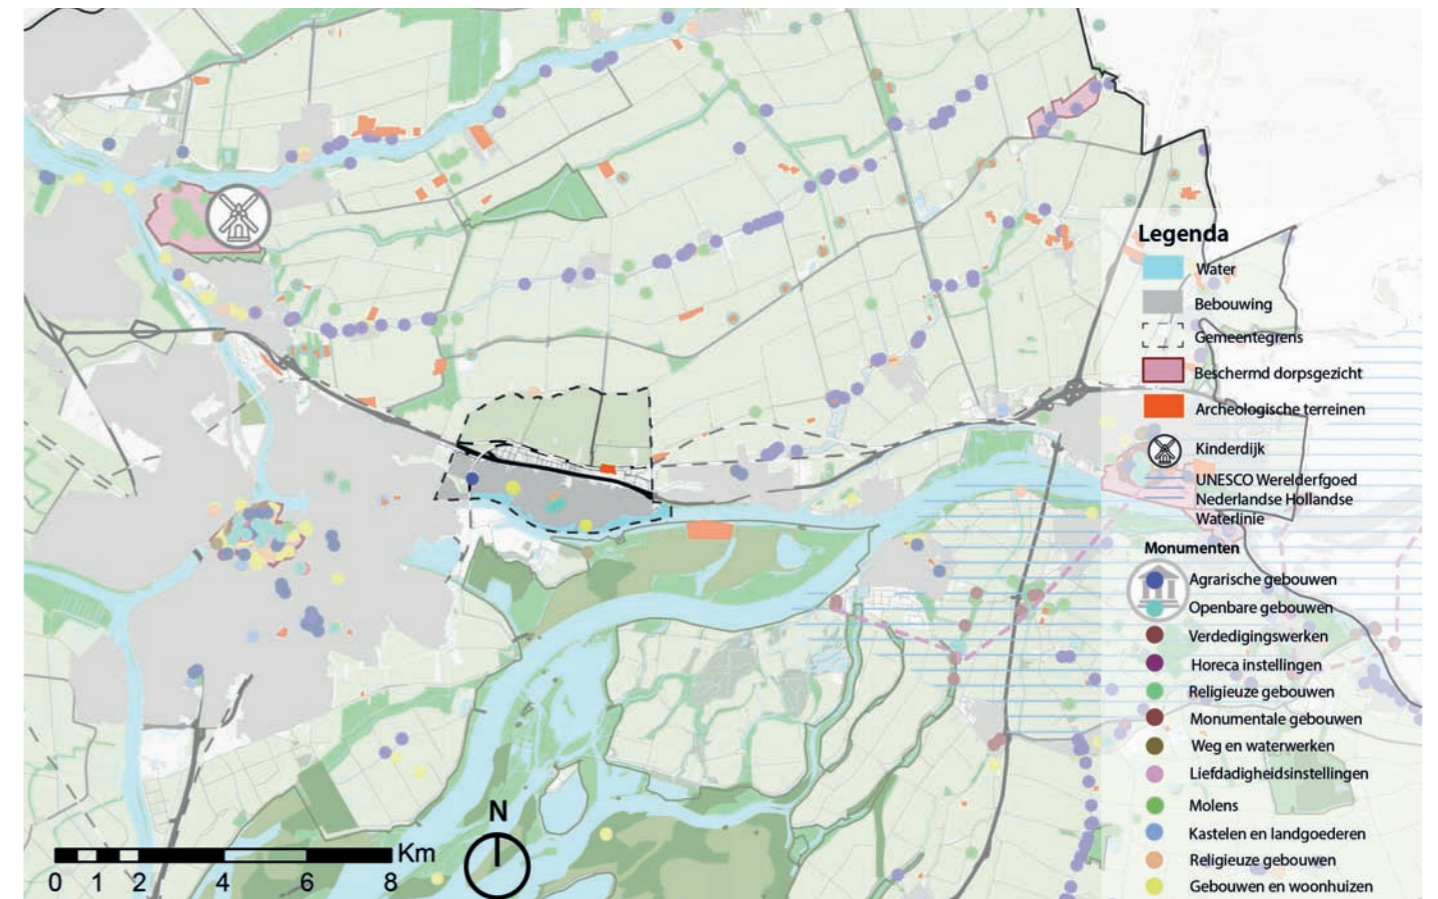 Legenda
Water
Bebouwing
Gemeentegrens
Beschermd dorpsgezicht
Archeologische terreinen
Kinderdijk
UNESCO Werelderfgoed
Nederlandse Hollandse
Waterlinie
Monumenten
Agrarische gebouwen
Openbare gebouwen
Verdedigingswerken
Horeca instellingen
Religieuze gebouwen
Monumentale gebouwen
Weg en waterwerken
Liefdadigheidsinstellingen
Molens
Kastelen en landgoederen
Religieuze gebouwen
Gebouwen en woonhuizen
N
Km
0 1 2 4 6 8